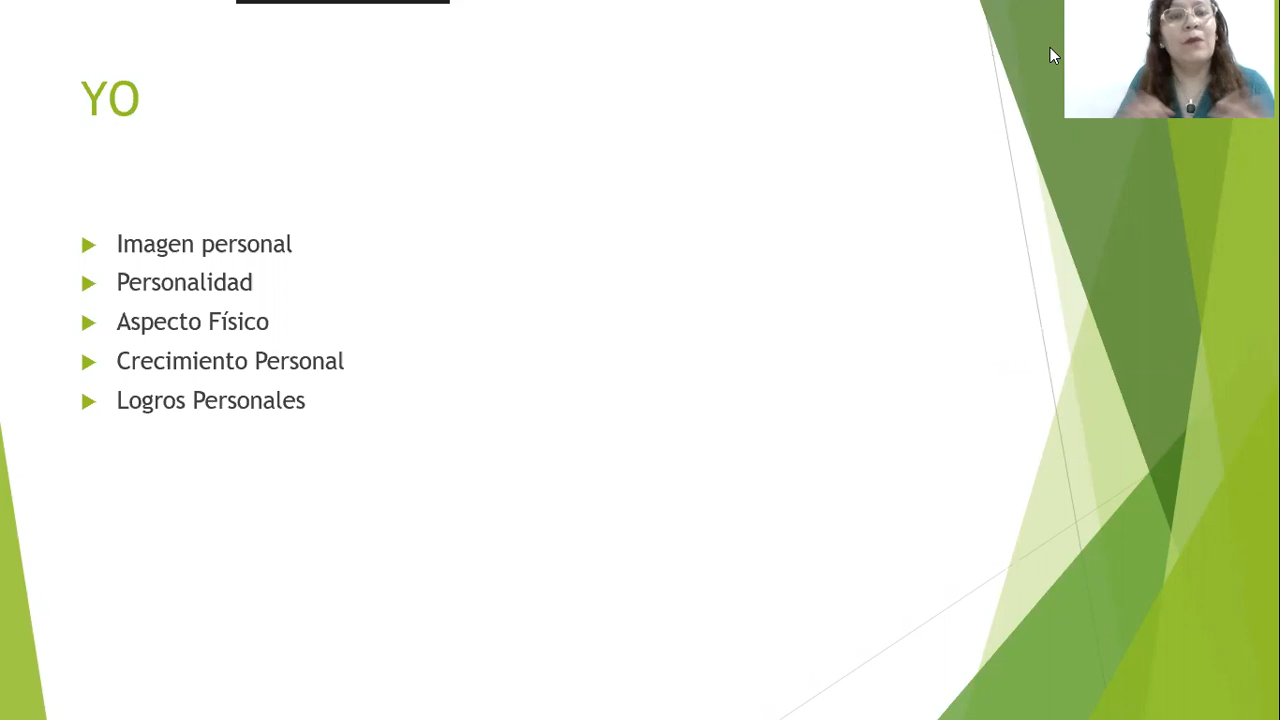 YO
Imagen personal
Personalidad
Aspecto Físico
Crecimiento Personal
Logros Personales